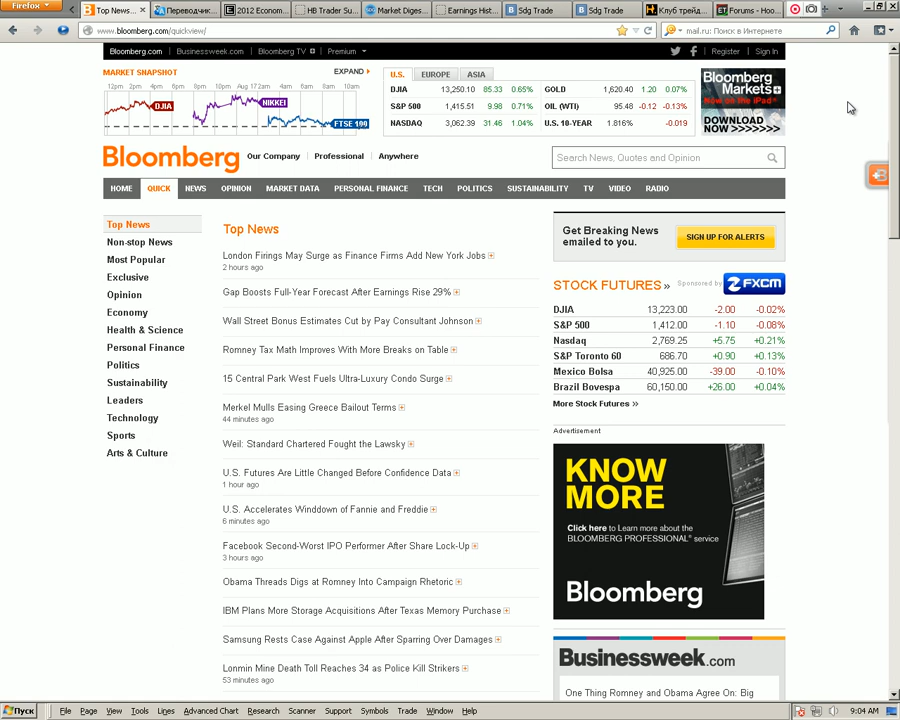 Firefox
Top News...
Переводчик...
2012 Econom...
HB Trader Su...
Market Diges...
Earnings Hist...
Sdg Trade
Sdg Trade
Клуб трейд...
Forums - Hoo...
www.bloomberg.com/quickview/
mail.ru: Поиск в Интернете
Bloomberg.com
Businessweek.com
Bloomberg TV
Premium
Register
Sign In
MARKET SNAPSHOT
EXPAND
12pm 2pm 4pm
8pm 10pm Aug 17 2am
4am 6am 8am 10am
DJIA
NIKKEI
FTSE 100
U.S. EUROPE ASIA
DJIA 13,250.10 85.33 0.65%
S&P 500 1,415.51 9.98 0.71%
NASDAQ 3,062.39 31.46 1.04%
GOLD 1,620.40 1.20 0.07%
OIL (WTI) 95.48 -0.12 -0.13%
U.S. 10-YEAR 1.816% -0.019
Bloomberg
Markets+
Now on the iPad
DOWNLOAD
NOW >>>>>>>
Bloomberg
Our Company Professional Anywhere
Search News, Quotes and Opinion
HOME QUICK NEWS OPINION MARKET DATA PERSONAL FINANCE TECH POLITICS SUSTAINABILITY TV VIDEO RADIO
Top News
Non-stop News
Most Popular
Exclusive
Opinion
Economy
Health & Science
Personal Finance
Politics
Sustainability
Leaders
Technology
Sports
Arts & Culture
Top News
London Firings May Surge as Finance Firms Add New York Jobs
2 hours ago
Gap Boosts Full-Year Forecast After Earnings Rise 29%
Wall Street Bonus Estimates Cut by Pay Consultant Johnson
Romney Tax Math Improves With More Breaks on Table
15 Central Park West Fuels Ultra-Luxury Condo Surge
Merkel Mulls Easing Greece Bailout Terms
44 minutes ago
Weil: Standard Chartered Fought the Lawsky
U.S. Futures Are Little Changed Before Confidence Data
1 hour ago
U.S. Accelerates Winddown of Fannie and Freddie
6 minutes ago
Facebook Second-Worst IPO Performer After Share Lock-Up
3 hours ago
Obama Threads Digs at Romney Into Campaign Rhetoric
IBM Plans More Storage Acquisitions After Texas Memory Purchase
Samsung Rests Case Against Apple After Sparring Over Damages
Lonmin Mine Death Toll Reaches 34 as Police Kill Strikers
53 minutes ago
Get Breaking News
emailed to you.
SIGN UP FOR ALERTS
STOCK FUTURES »
Sponsored by
FXCM
DJIA 13,223.00 -2.00 -0.02%
S&P 500 1,412.00 -1.10 -0.08%
Nasdaq 2,769.25 +5.75 +0.21%
S&P Toronto 60 686.70 +0.90 +0.13%
Mexico Bolsa 40,925.00 -39.00 -0.10%
Brazil Bovespa 60,150.00 +26.00 +0.04%
More Stock Futures »
Advertisement
KNOW
MORE
Click here to Learn more about the
BLOOMBERG PROFESSIONAL® service
Bloomberg
Businessweek.com
One Thing Romney and Obama Agree On: Big
Пуск
File Page View Tools Lines Advanced Chart Research Scanner Support Symbols Trade Window Help
9:04 AM